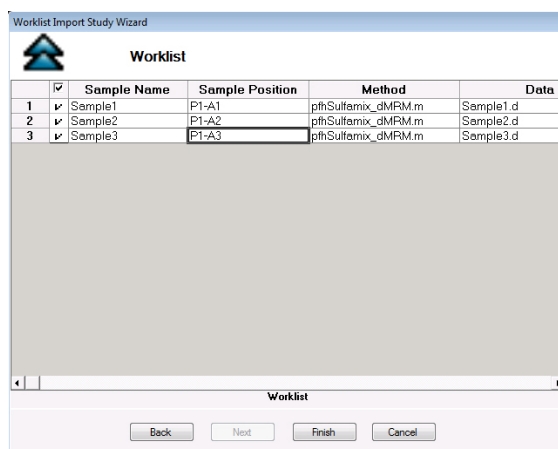 Worklist Import Study Wizard
Worklist
Sample Name Sample Position Method Data
1 Sample1 P1-A1 pfhSulfamix_dMRM.m Sample1.d
2 Sample2 P1-A2 pfhSulfamix_dMRM.m Sample2.d
3 Sample3 P1-A3 pfhSulfamix_dMRM.m Sample3.d
Worklist
Back Next Finish Cancel